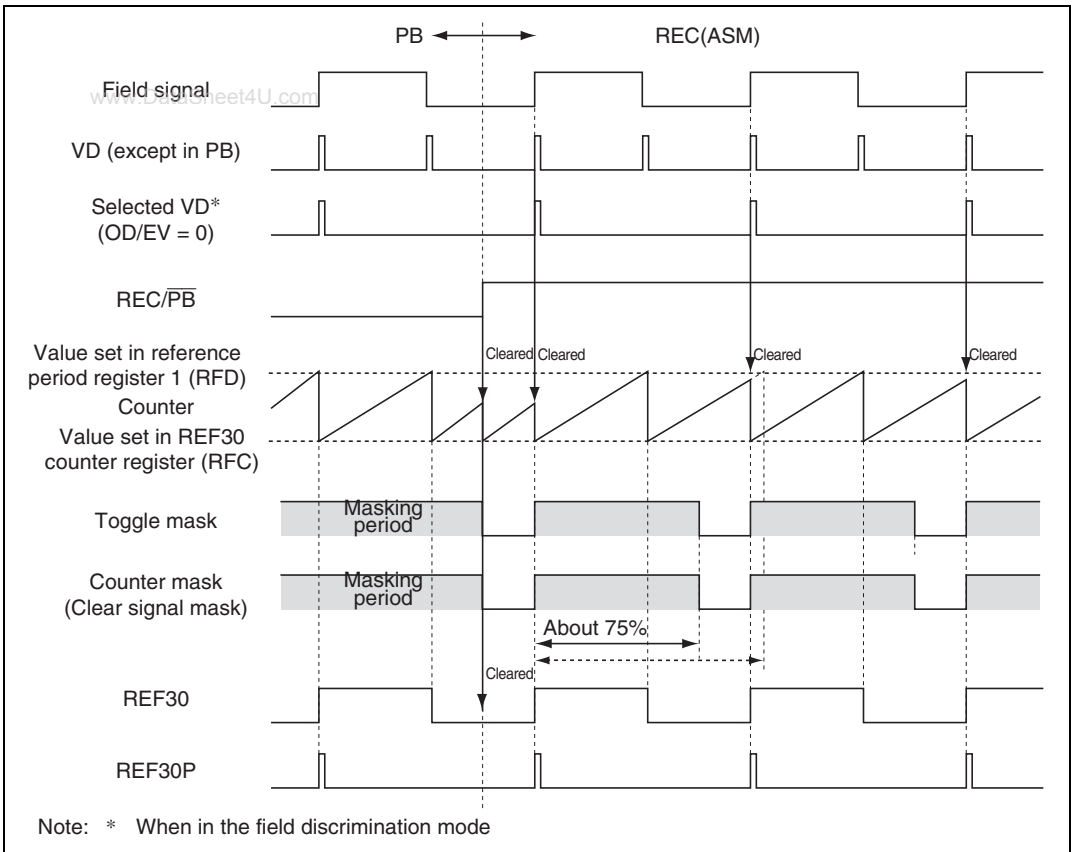 PB
REC(ASM)
Field signal
www.DataSheet4U.com
VD (except in PB)
Selected VD*
(OD/EV = 0)
REC/PB
Cleared Cleared Cleared Cleared
Value set in reference
period register 1 (RFD)
Counter
Value set in REF30
counter register (RFC)
Toggle mask
Masking
period
Counter mask
(Clear signal mask)
Masking
period
About 75%
Cleared
REF30
REF30P
Note: * When in the field discrimination mode